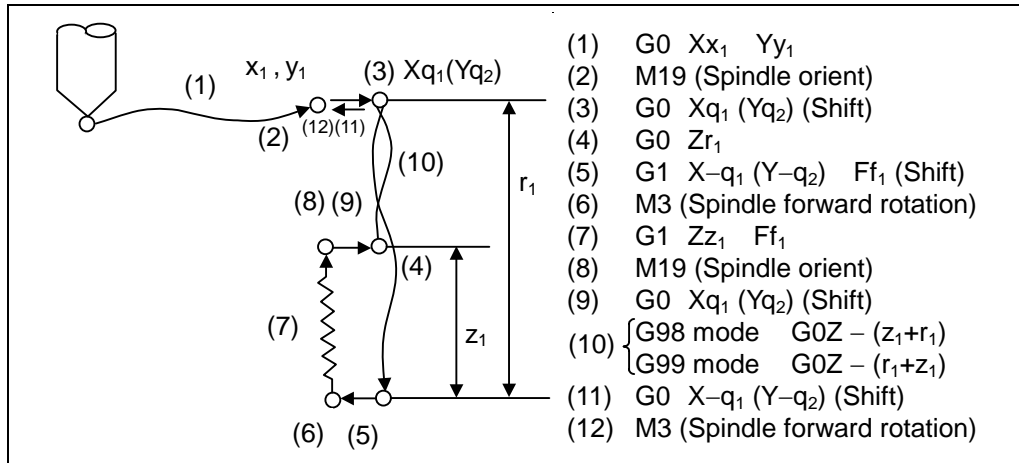 (1) G0 Xx₁ Yy₁
(2) M19 (Spindle orient)
(3) G0 Xq₁ (Yq₂) (Shift)
(4) G0 Zr₁
(5) G1 X–q₁ (Y–q₂) Ff₁ (Shift)
(6) M3 (Spindle forward rotation)
(7) G1 Zz₁ Ff₁
(8) M19 (Spindle orient)
(9) G0 Xq₁ (Yq₂) (Shift)
(10) G98 mode G0Z – (z₁+r₁)
G99 mode G0Z – (r₁+z₁)
(11) G0 X–q₁ (Y–q₂) (Shift)
(12) M3 (Spindle forward rotation)
x₁ , y₁
(3) Xq₁(Yq₂)
(1)
(2)
(12)(11)
(10)
r₁
(8) (9)
(4)
(7)
z₁
(6) (5)